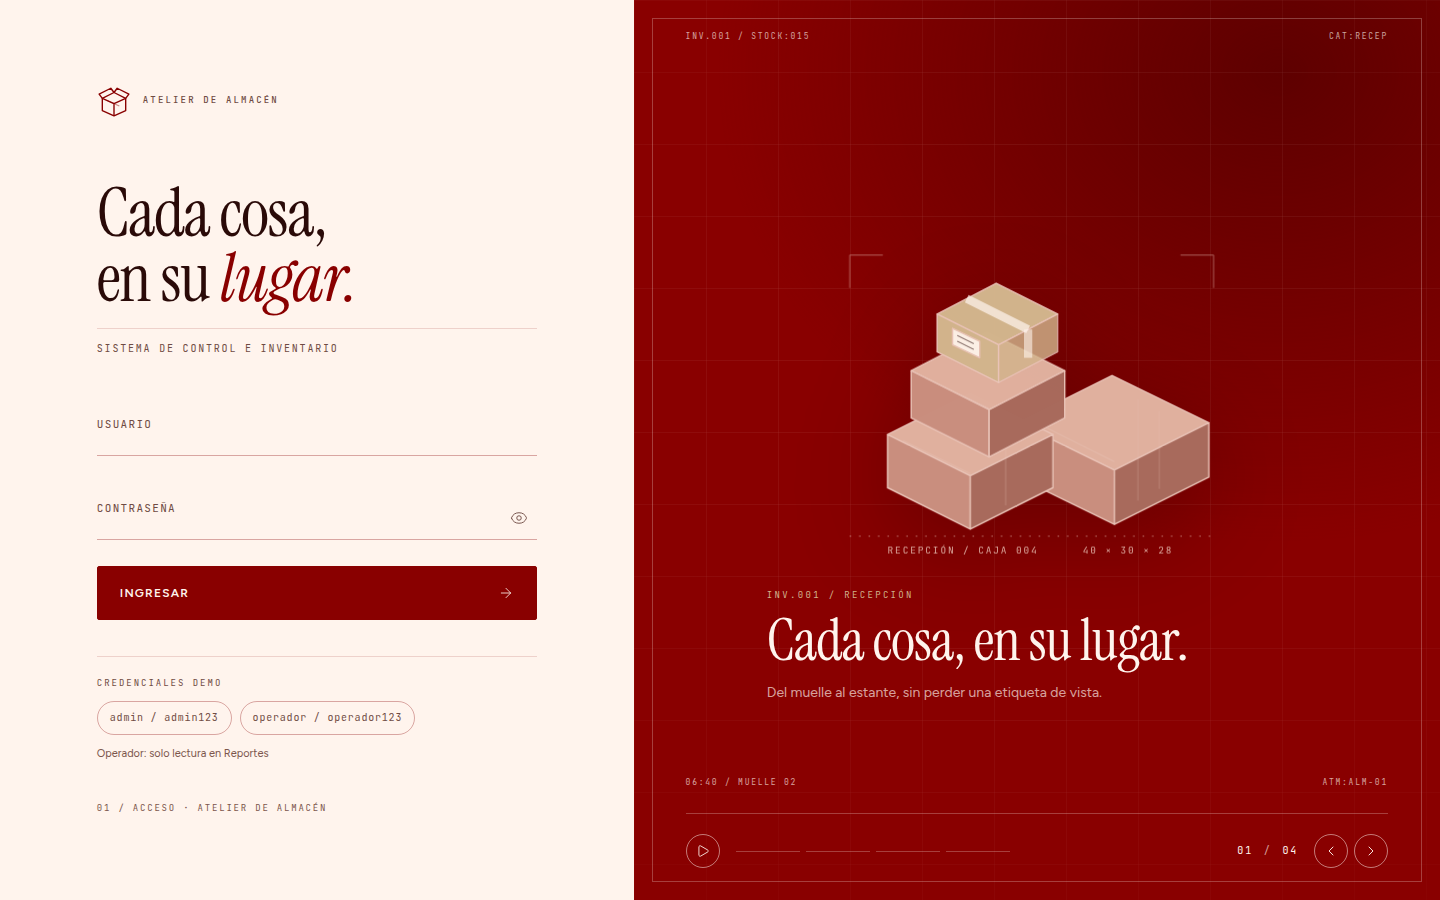 ATELIER DE ALMACÉN
Cada cosa,
en su lugar.
SISTEMA DE CONTROL E INVENTARIO
USUARIO
CONTRASEÑA
INGRESAR
CREDENCIALES DEMO
admin / admin123
operador / operador123
Operador: solo lectura en Reportes
01 / ACCESO · ATELIER DE ALMACÉN
INV.001 / STOCK:015
CAT:RECEP
RECEPCIÓN / CAJA 004
40 × 30 × 28
INV.001 / RECEPCIÓN
Cada cosa, en su lugar.
Del muelle al estante, sin perder una etiqueta de vista.
06:40 / MUELLE 02
ATM:ALM-01
01 / 04